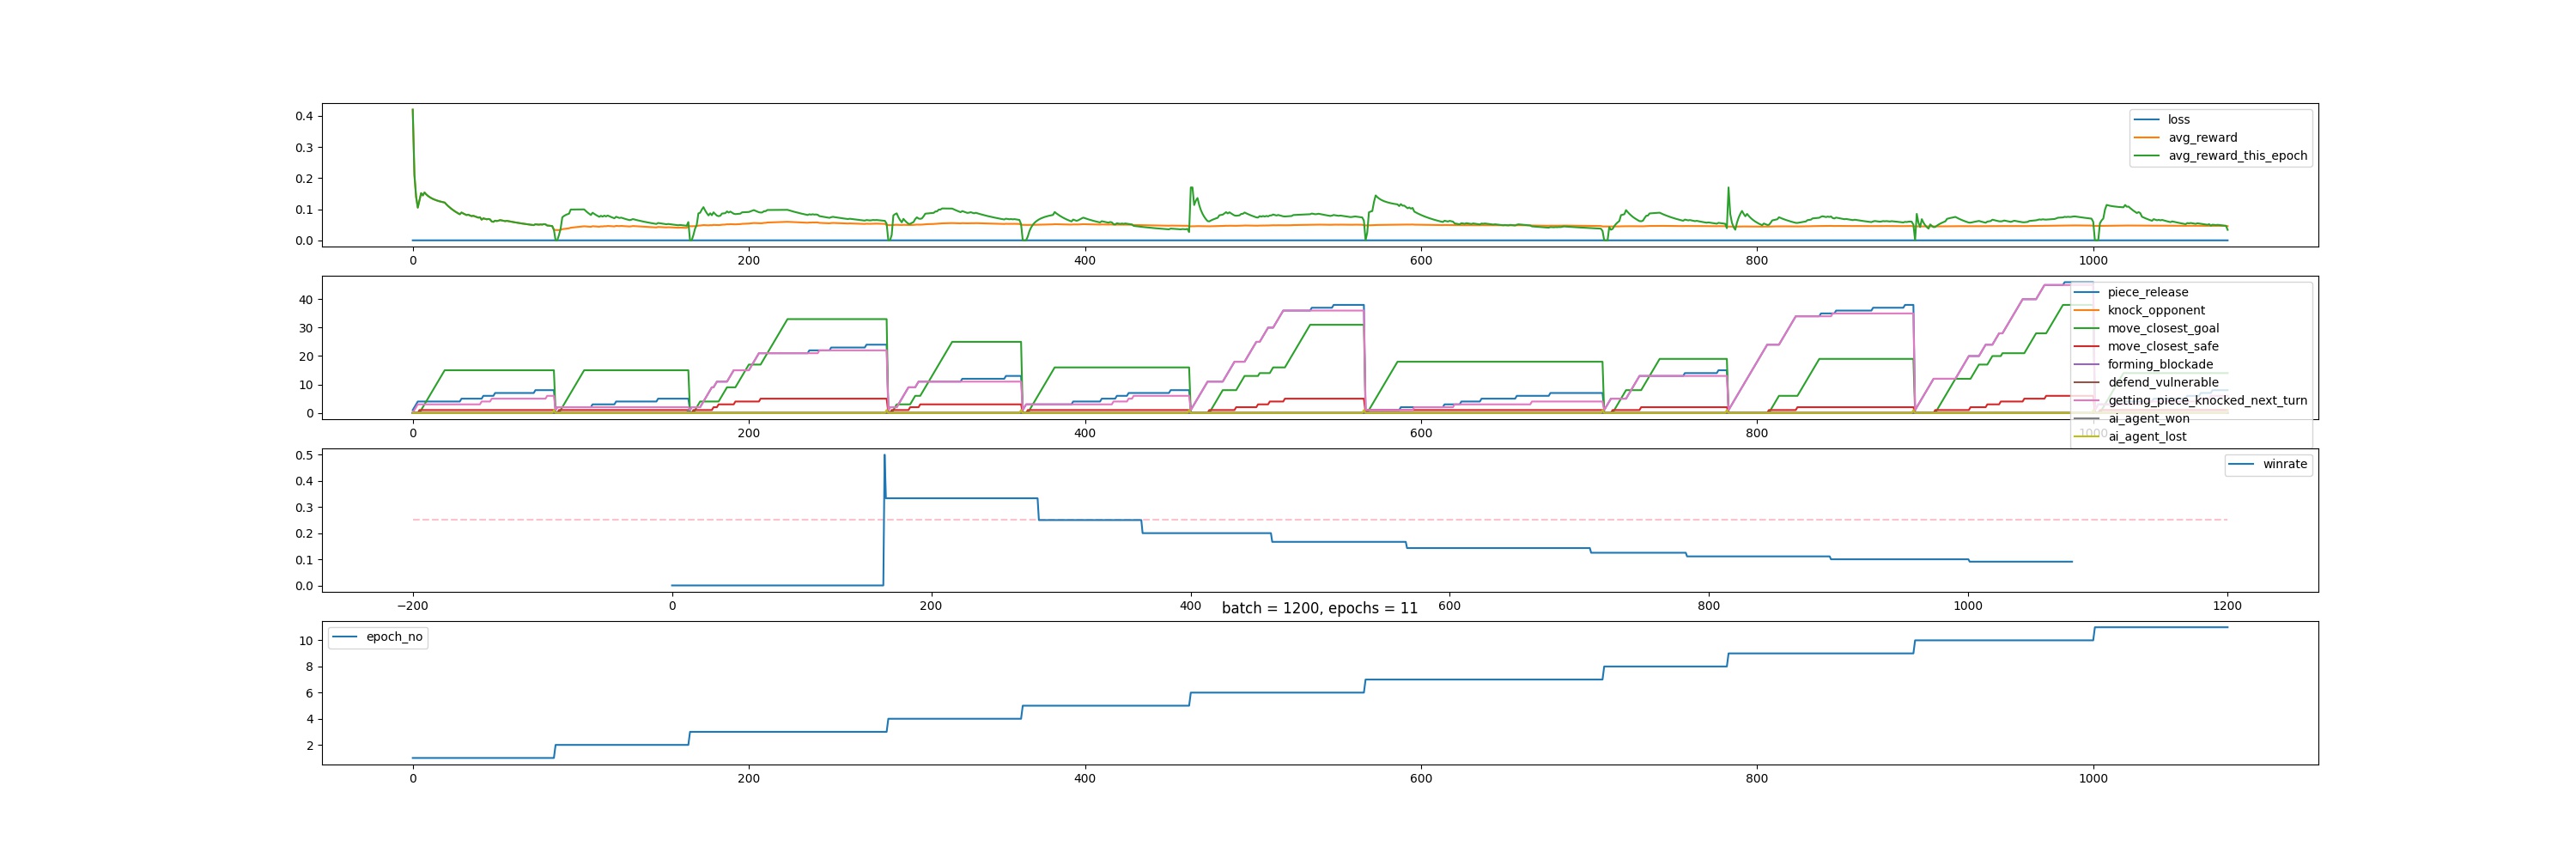 0.4
0.3
0.2
0.1
0.0
loss
avg_reward
avg_reward_this_epoch
0 200 400 600 800 1000
40
30
20
10
0
piece_release
knock_opponent
move_closest_goal
move_closest_safe
forming_blockade
defend_vulnerable
getting_piece_knocked_next_turn
ai_agent_won
ai_agent_lost
0 200 400 600 800 1000
0.5
0.4
0.3
0.2
0.1
0.0
winrate
−200 0 200 400 600 800 1000 1200
batch = 1200, epochs = 11
10
8
6
4
2
epoch_no
0 200 400 600 800 1000